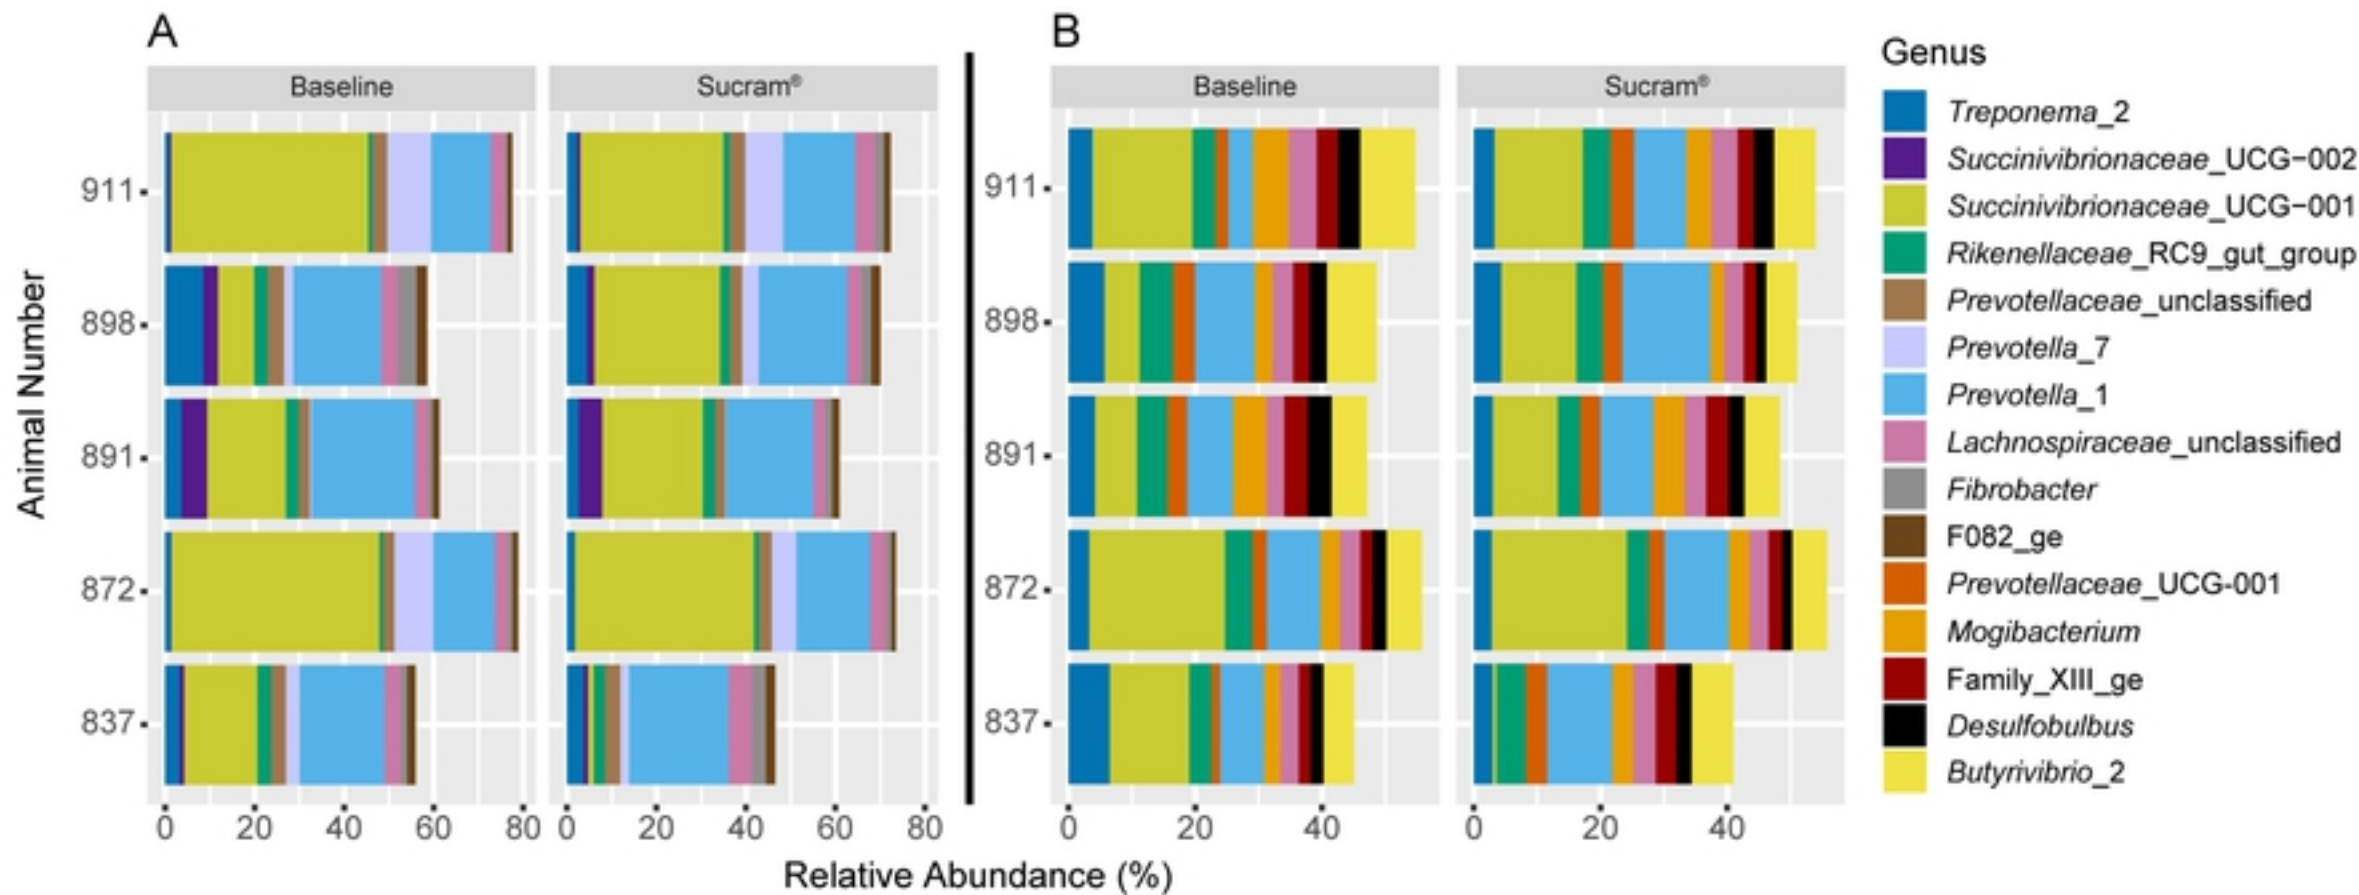 A
B
Baseline
Sucram®
Baseline
Sucram®
Animal Number
911
898
891
872
837
911
898
891
872
837
0 20 40 60 80
0 20 40 60 80
0 20 40
0 20 40
Relative Abundance (%)
Genus
Treponema_2
Succinivibrionaceae_UCG−002
Succinivibrionaceae_UCG−001
Rikenellaceae_RC9_gut_group
Prevotellaceae_unclassified
Prevotella_7
Prevotella_1
Lachnospiraceae_unclassified
Fibrobacter
F082_ge
Prevotellaceae_UCG-001
Mogibacterium
Family_XIII_ge
Desulfobulbus
Butyrivibrio_2